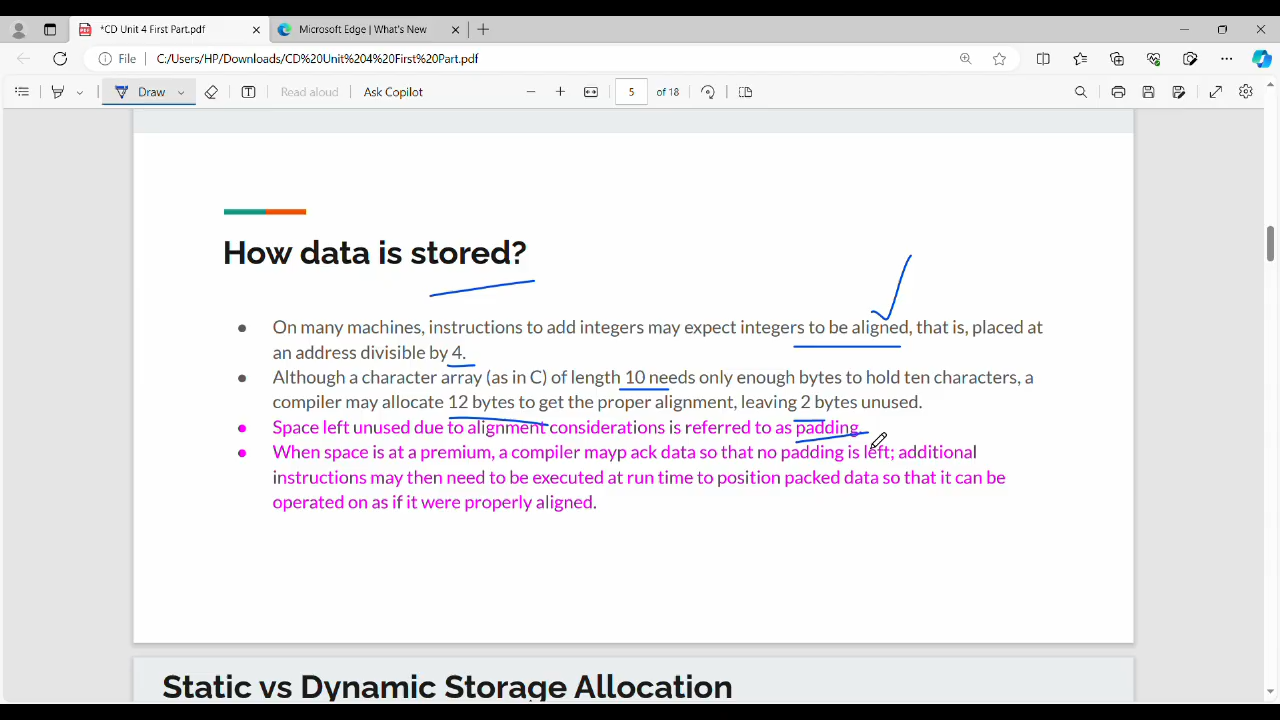 *CD Unit 4 First Part.pdf
Microsoft Edge | What's New
File
C:/Users/HP/Downloads/CD%20Unit%204%20First%20Part.pdf
Draw
Read aloud
Ask Copilot
5 of 18
How data is stored?
On many machines, instructions to add integers may expect integers to be aligned, that is, placed at
an address divisible by 4.
Although a character array (as in C) of length 10 needs only enough bytes to hold ten characters, a
compiler may allocate 12 bytes to get the proper alignment, leaving 2 bytes unused.
Space left unused due to alignment considerations is referred to as padding.
When space is at a premium, a compiler mayp ack data so that no padding is left; additional
instructions may then need to be executed at run time to position packed data so that it can be
operated on as if it were properly aligned.
Static vs Dynamic Storage Allocation